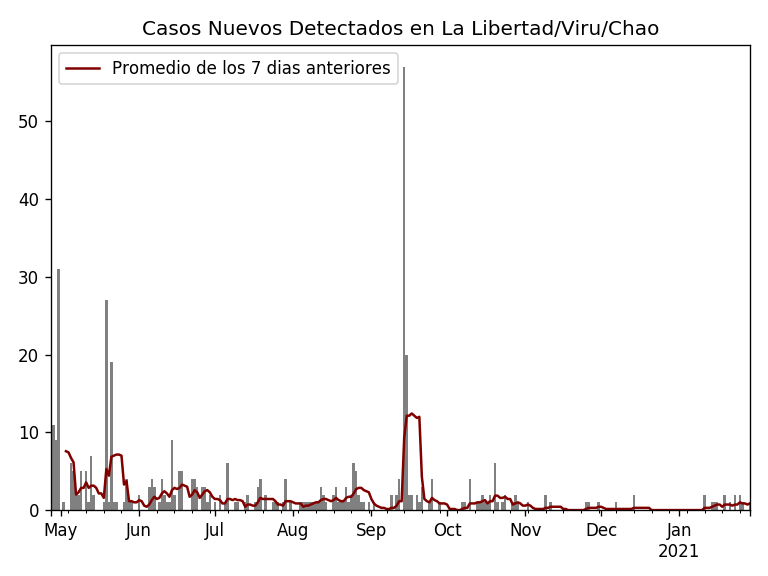 Casos Nuevos Detectados en La Libertad/Viru/Chao
Promedio de los 7 dias anteriores
50
40
30
20
10
0
May Jun Jul Aug Sep Oct Nov Dec Jan
2021